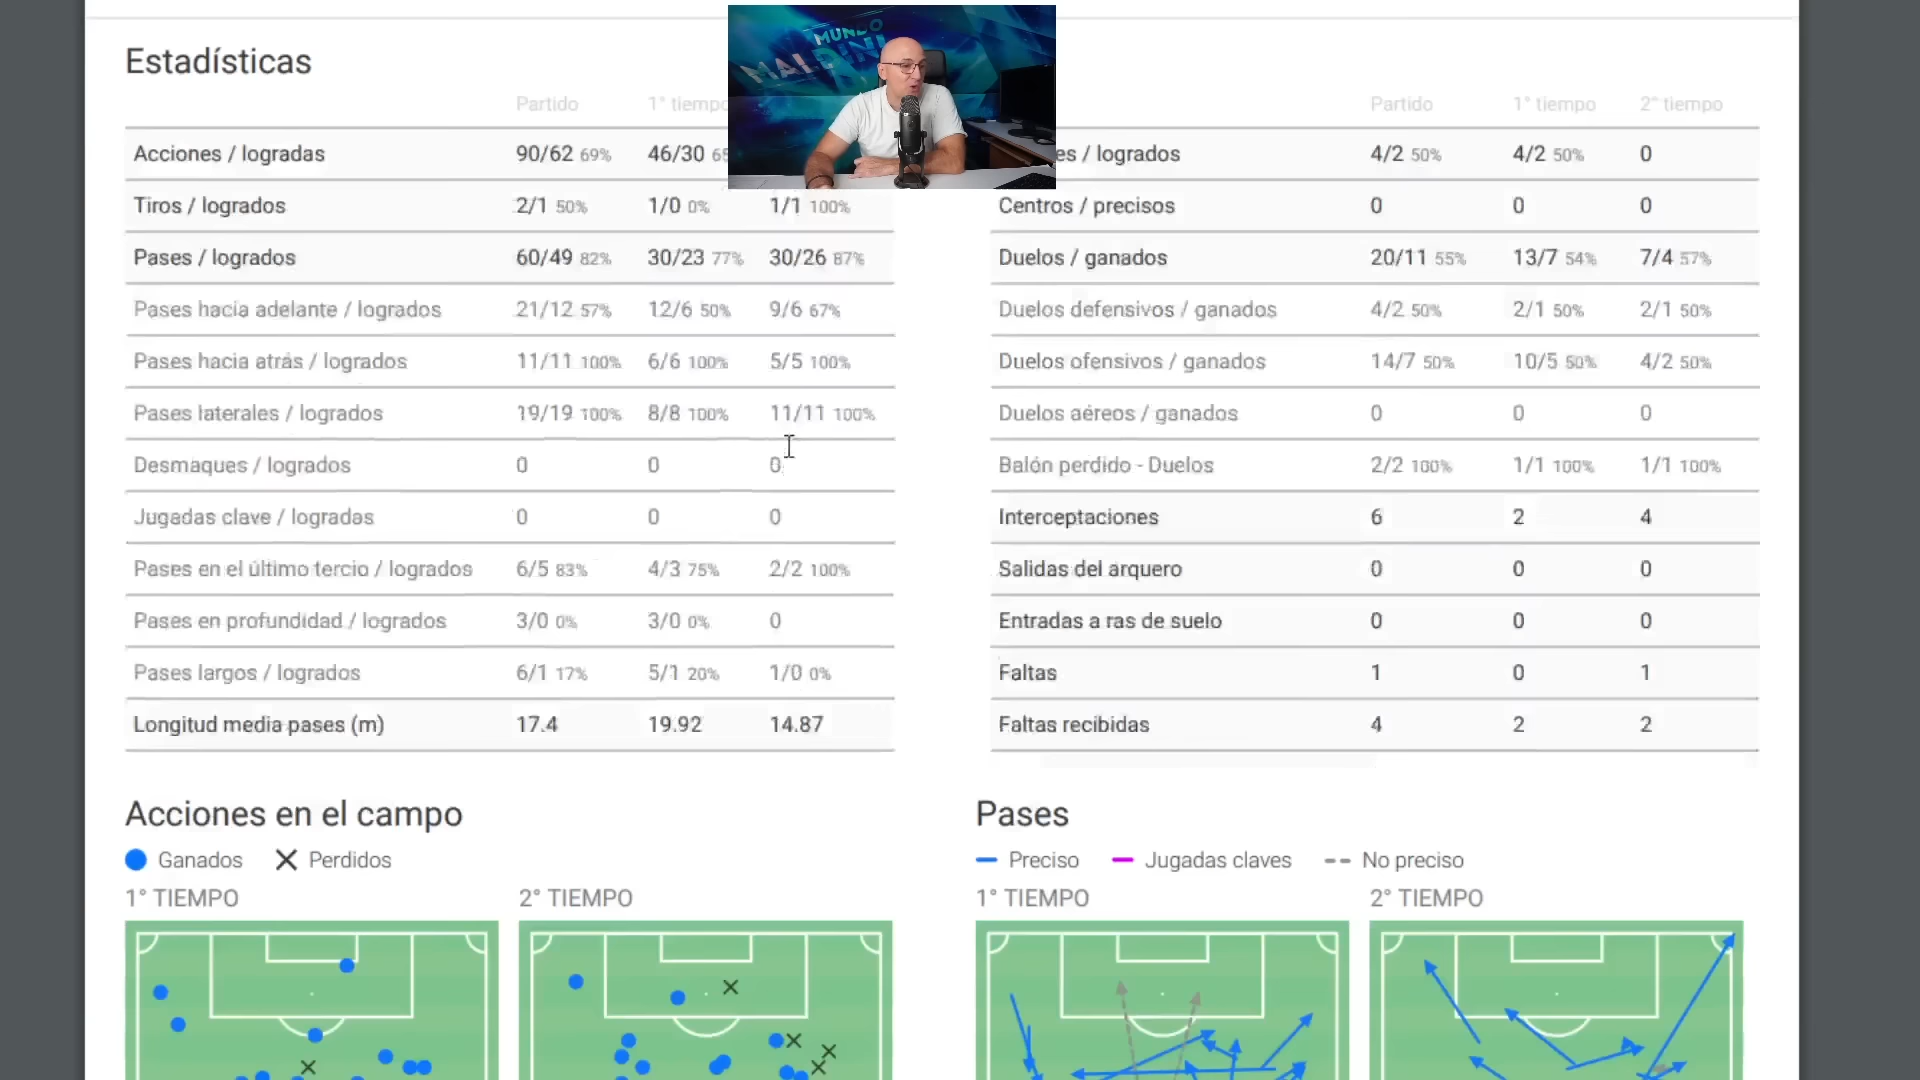 MUNDO
MALDINI
Estadísticas
Partido 1° tiempo
Acciones / logradas 90/62 69% 46/30
Tiros / logrados 2/1 50% 1/0 0% 1/1 100%
Pases / logrados 60/49 82% 30/23 77% 30/26 87%
Pases hacia adelante / logrados 21/12 57% 12/6 50% 9/6 67%
Pases hacia atrás / logrados 11/11 100% 6/6 100% 5/5 100%
Pases laterales / logrados 19/19 100% 8/8 100% 11/11 100%
Desmaques / logrados 0 0 0
Jugadas clave / logradas 0 0 0
Pases en el último tercio / logrados 6/5 83% 4/3 75% 2/2 100%
Pases en profundidad / logrados 3/0 0% 3/0 0% 0
Pases largos / logrados 6/1 17% 5/1 20% 1/0 0%
Longitud media pases (m) 17.4 19.92 14.87
Partido 1° tiempo 2° tiempo
es / logrados 4/2 50% 4/2 50% 0
Centros / precisos 0 0 0
Duelos / ganados 20/11 55% 13/7 54% 7/4 57%
Duelos defensivos / ganados 4/2 50% 2/1 50% 2/1 50%
Duelos ofensivos / ganados 14/7 50% 10/5 50% 4/2 50%
Duelos aéreos / ganados 0 0 0
Balón perdido - Duelos 2/2 100% 1/1 100% 1/1 100%
Interceptaciones 6 2 4
Salidas del arquero 0 0 0
Entradas a ras de suelo 0 0 0
Faltas 1 0 1
Faltas recibidas 4 2 2
Acciones en el campo
Ganados Perdidos
1° TIEMPO 2° TIEMPO
Pases
Preciso Jugadas claves No preciso
1° TIEMPO 2° TIEMPO